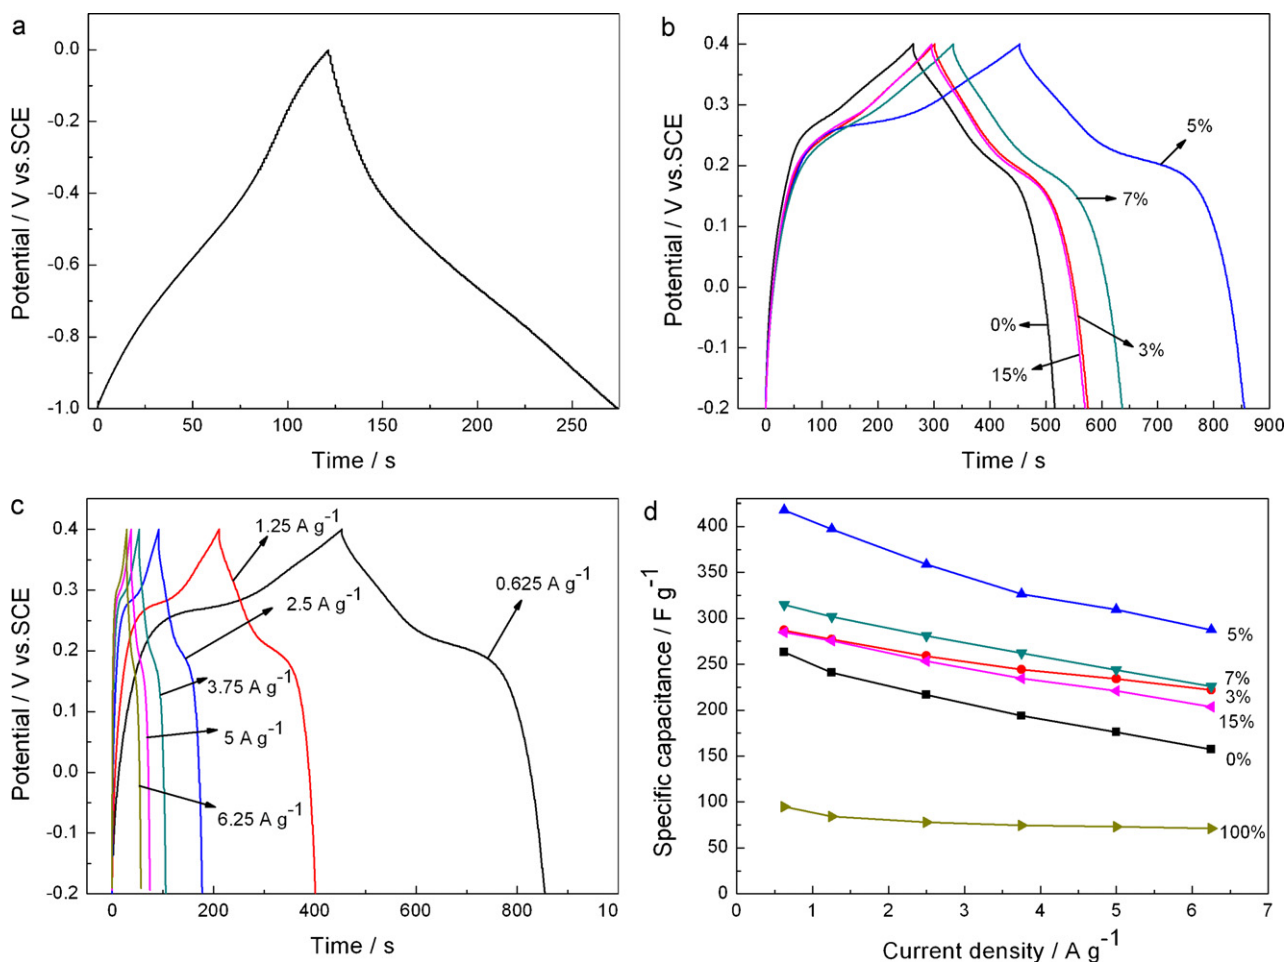 a
0.0
-0.2
-0.4
-0.6
-0.8
-1.0
0 50 100 150 200 250
Potential / V vs.SCE
Time / s
b
0.4
0.3
0.2
0.1
0.0
-0.1
-0.2
0 100 200 300 400 500 600 700 800 900
Potential / V vs.SCE
Time / s
5%
7%
0%
3%
15%
c
0.4
0.3
0.2
0.1
0.0
-0.1
-0.2
0 200 400 600 800 10
Potential / V vs.SCE
Time / s
1.25 A g⁻¹
0.625 A g⁻¹
2.5 A g⁻¹
3.75 A g⁻¹
5 A g⁻¹
6.25 A g⁻¹
d
400
350
300
250
200
150
100
50
0
0 1 2 3 4 5 6 7
Specific capacitance / F g⁻¹
Current density / A g⁻¹
5%
7%
3%
15%
0%
100%